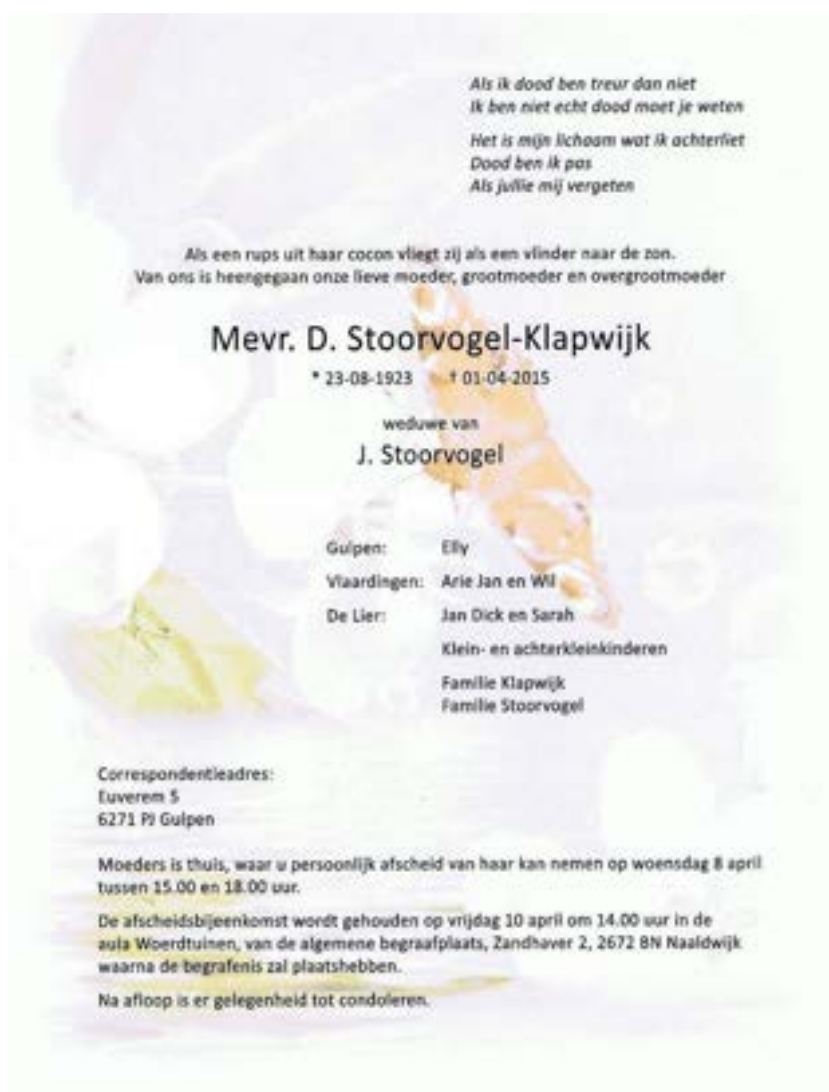 Als ik dood ben treur dan niet
Ik ben niet echt dood moet je weten
Het is mijn lichaam wat ik achterliet
Dood ben ik pas
Als jullie mij vergeten
Als een rups uit haar cocon vliegt zij als een vlinder naar de zon.
Van ons is heengegaan onze lieve moeder, grootmoeder en overgrootmoeder
Mevr. D. Stoorvogel-Klapwijk
* 23-08-1923 † 01-04-2015
weduwe van
J. Stoorvogel
Gulpen: Elly
Vlaardingen: Arie Jan en Wil
De Lier: Jan Dick en Sarah
Klein- en achterkleinkinderen
Familie Klapwijk
Familie Stoorvogel
Correspondentieadres:
Euverem 5
6271 PJ Gulpen
Moeders is thuis, waar u persoonlijk afscheid van haar kan nemen op woensdag 8 april
tussen 15.00 en 18.00 uur.
De afscheidsbijeenkomst wordt gehouden op vrijdag 10 april om 14.00 uur in de
aula Woerdtuinen, van de algemene begraafplaats, Zandhaver 2, 2672 BN Naaldwijk
waarna de begrafenis zal plaatshebben.
Na afloop is er gelegenheid tot condoleren.